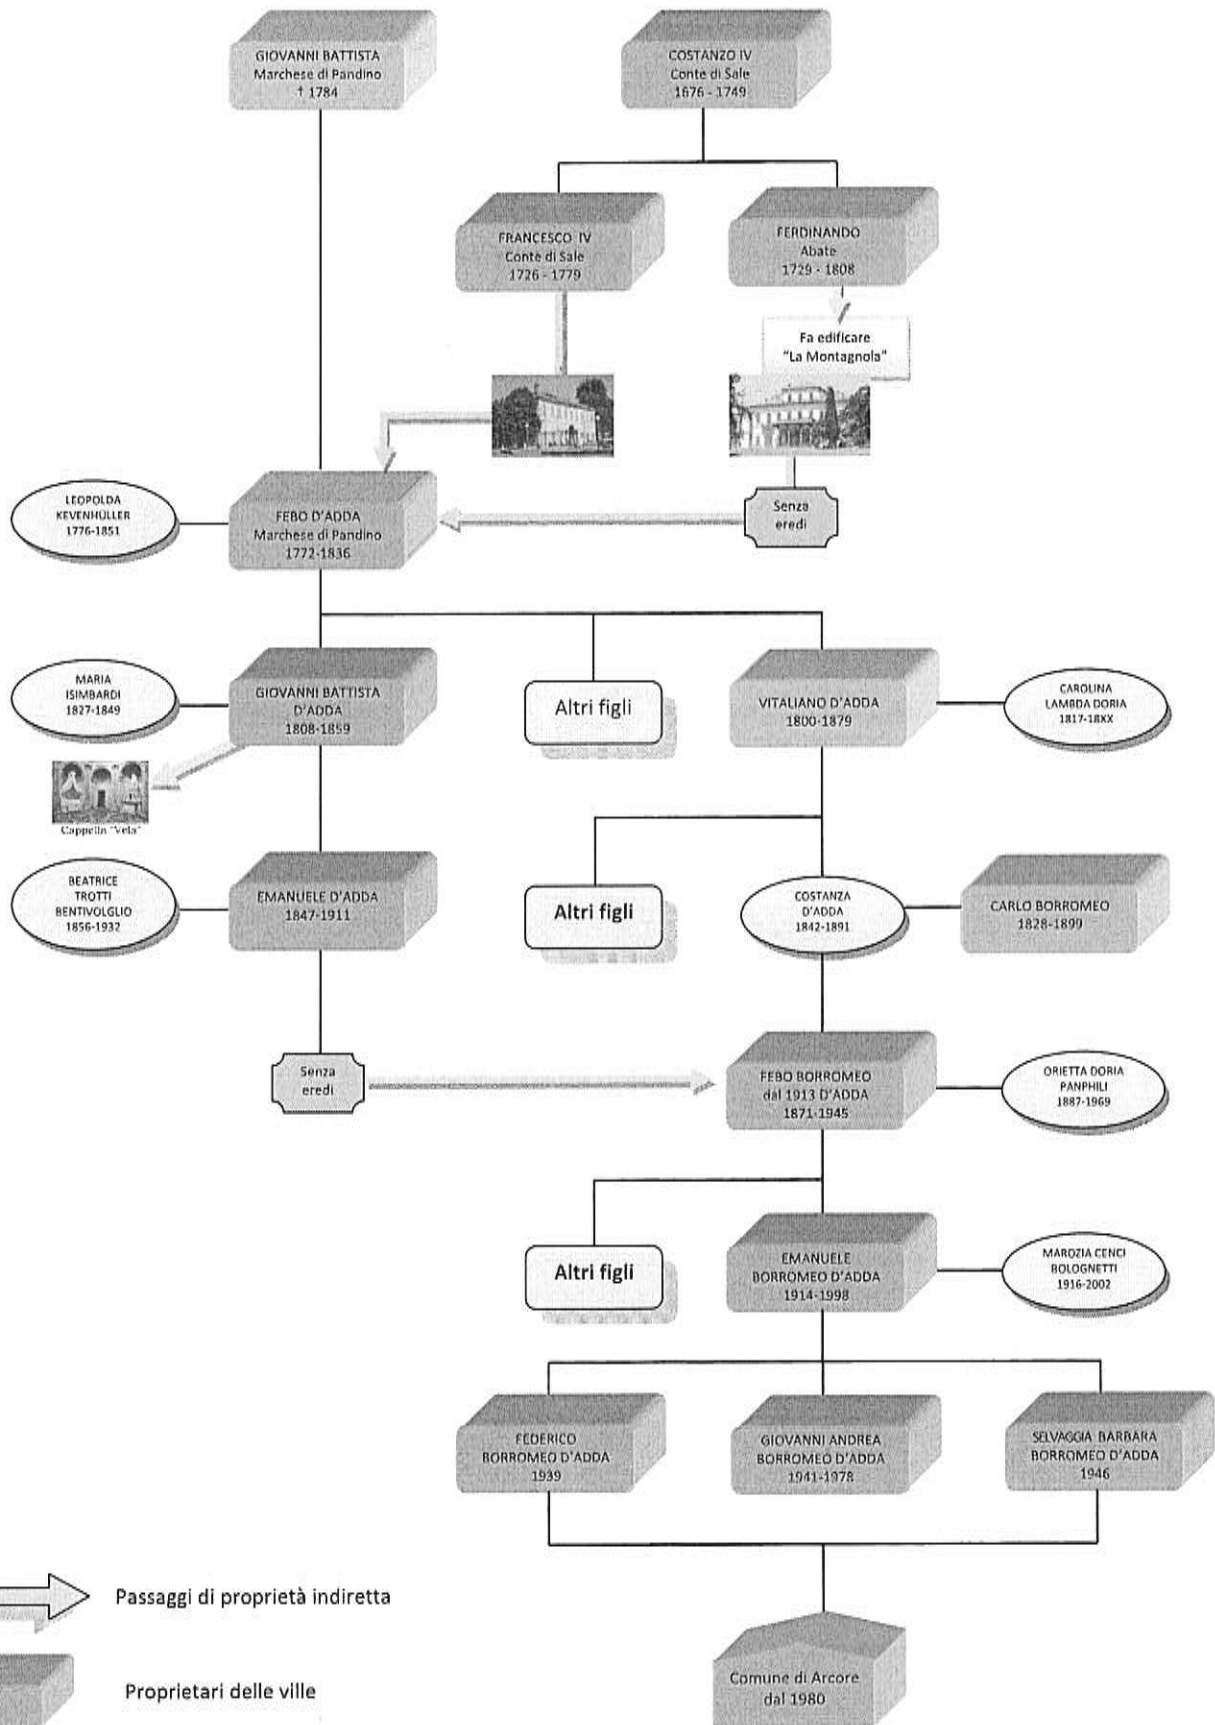 GIOVANNI BATTISTA
Marchese di Pandino
† 1784
COSTANZO IV
Conte di Sale
1676 - 1749
FRANCESCO IV
Conte di Sale
1726 - 1779
FERDINANDO
Abate
1729 - 1808
Fa edificare
"La Montagnola"
LEOPOLDA
KEVENHÜLLER
1776-1851
FEBO D'ADDA
Marchese di Pandino
1772-1836
Senza
eredi
MARIA
ISIMBARDI
1827-1849
GIOVANNI BATTISTA
D'ADDA
1808-1859
Altri figli
VITALIANO D'ADDA
1800-1879
CAROLINA
LAMBDA DORIA
1817-18XX
Cappella "Vela"
BEATRICE
TROTTI
BENTIVOLGLIO
1856-1932
EMANUELE D'ADDA
1847-1911
Altri figli
COSTANZA
D'ADDA
1842-1891
CARLO BORROMEO
1828-1899
Senza
eredi
FEBO BORROMEO
dal 1913 D'ADDA
1871-1945
ORIETTA DORIA
PANPHILI
1887-1969
Altri figli
EMANUELE
BORROMEO D'ADDA
1914-1998
MAROZIA CENCI
BOLOGNETTI
1916-2002
FEDERICO
BORROMEO D'ADDA
1939
GIOVANNI ANDREA
BORROMEO D'ADDA
1941-1978
SELVAGGIA BARBARA
BORROMEO D'ADDA
1946
Passaggi di proprietà indiretta
Proprietari delle ville
Comune di Arcore
dal 1980